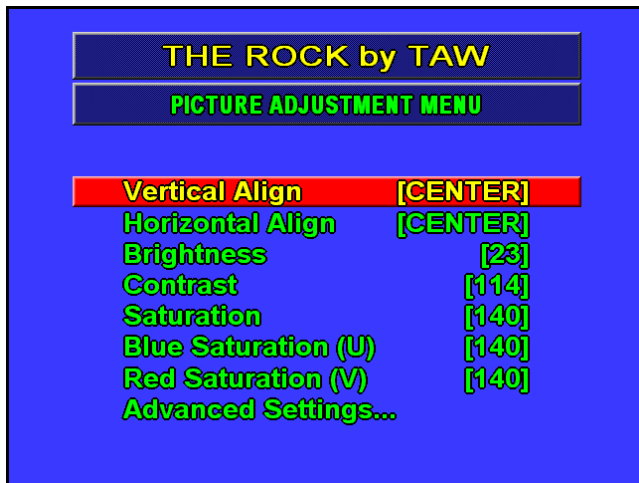 THE ROCK by TAW
PICTURE ADJUSTMENT MENU
Vertical Align [CENTER]
Horizontal Align [CENTER]
Brightness [23]
Contrast [114]
Saturation [140]
Blue Saturation (U) [140]
Red Saturation (V) [140]
Advanced Settings...